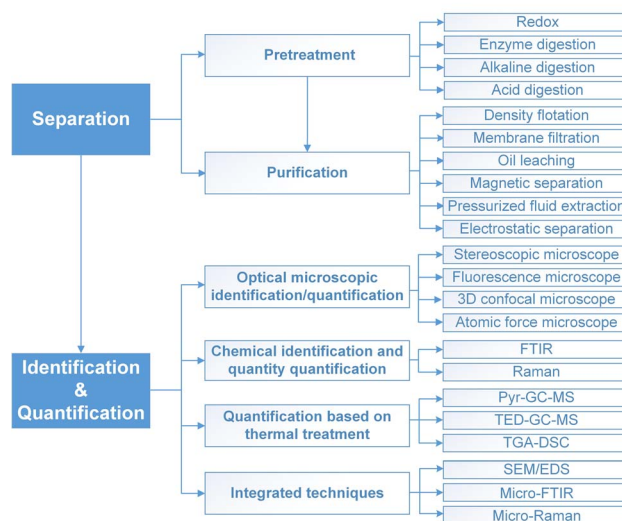 Separation
Pretreatment
Redox
Enzyme digestion
Alkaline digestion
Acid digestion
Purification
Density flotation
Membrane filtration
Oil leaching
Magnetic separation
Pressurized fluid extraction
Electrostatic separation
Identification
&
Quantification
Optical microscopic
identification/quantification
Stereoscopic microscope
Fluorescence microscope
3D confocal microscope
Atomic force microscope
Chemical identification and
quantity quantification
FTIR
Raman
Quantification based on
thermal treatment
Pyr-GC-MS
TED-GC-MS
TGA-DSC
Integrated techniques
SEM/EDS
Micro-FTIR
Micro-Raman